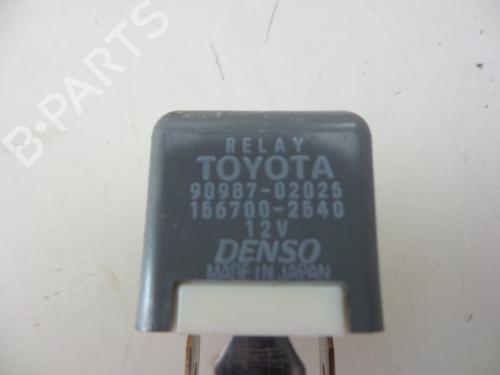 B-PARTS
RELAY
TOYOTA
90987-02025
156700-2540
12V
DENSO
MADE IN JAPAN